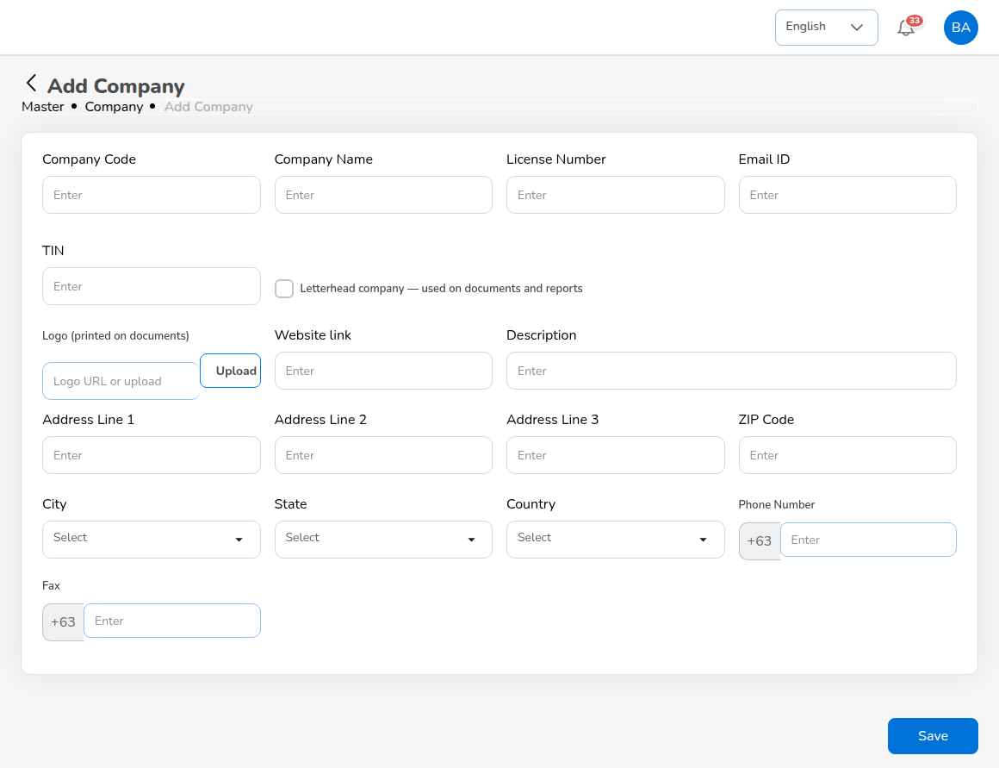 English
33
BA
Add Company
Master • Company • Add Company
Company Code
Company Name
License Number
Email ID
Enter
Enter
Enter
Enter
TIN
Enter
Letterhead company — used on documents and reports
Logo (printed on documents)
Website link
Description
Logo URL or upload
Upload
Enter
Enter
Address Line 1
Address Line 2
Address Line 3
ZIP Code
Enter
Enter
Enter
Enter
City
State
Country
Phone Number
Select
Select
Select
+63
Enter
Fax
+63
Enter
Save